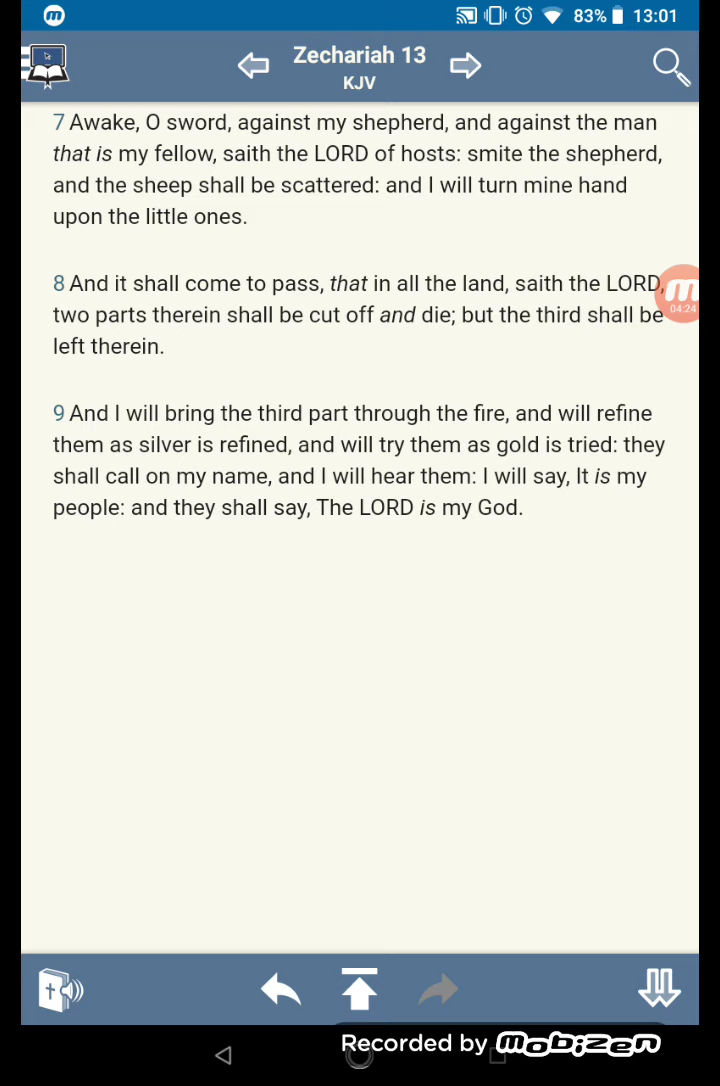 83% 13:01
Zechariah 13
KJV
7 Awake, O sword, against my shepherd, and against the man
that is my fellow, saith the LORD of hosts: smite the shepherd,
and the sheep shall be scattered: and I will turn mine hand
upon the little ones.
8 And it shall come to pass, that in all the land, saith the LORD,
two parts therein shall be cut off and die; but the third shall be
left therein.
04:24
9 And I will bring the third part through the fire, and will refine
them as silver is refined, and will try them as gold is tried: they
shall call on my name, and I will hear them: I will say, It is my
people: and they shall say, The LORD is my God.
Recorded by mobizen